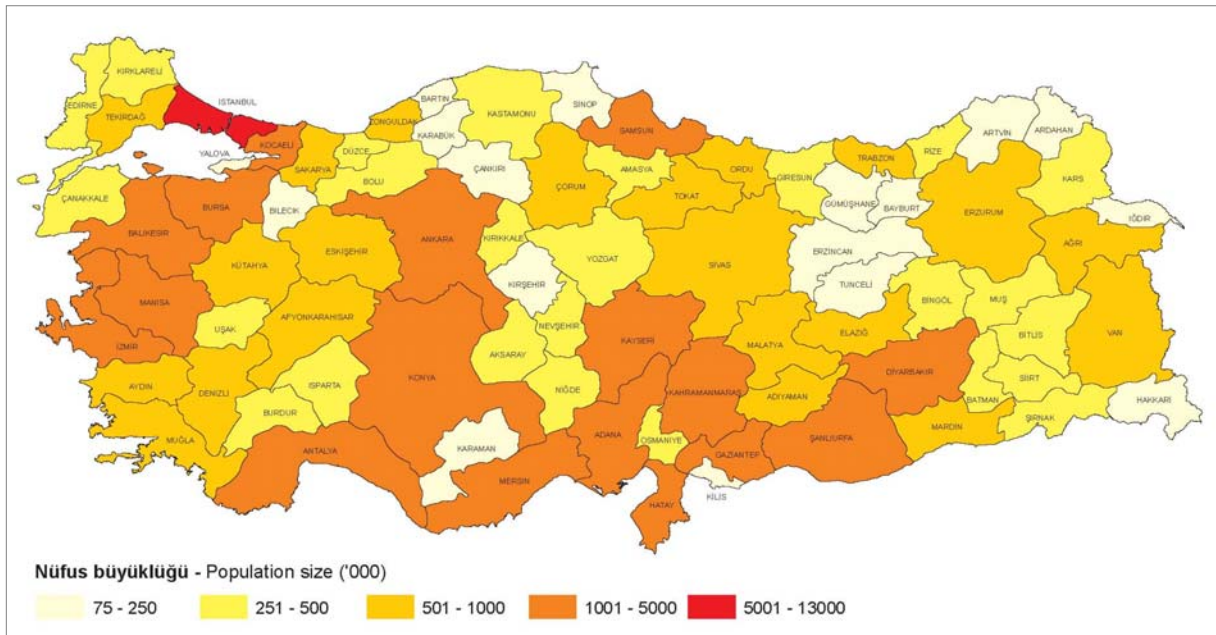 KIRKLARELİ
EDİRNE
TEKİRDAĞ
İSTANBUL
KOCAELİ
YALOVA
SAKARYA
DÜZCE
BOLU
ZONGULDAK
BARTIN
KARABÜK
KASTAMONU
SİNOP
ÇANKIRI
SAMSUN
AMASYA
ÇORUM
TOKAT
ORDU
GİRESUN
TRABZON
RİZE
ARTVİN
ARDAHAN
KARS
GÜMÜŞHANE
BAYBURT
ERZURUM
IĞDIR
AĞRI
ÇANAKKALE
BALIKESİR
BURSA
BİLECİK
ESKİŞEHİR
KÜTAHYA
ANKARA
KIRIKKALE
YOZGAT
KIRŞEHİR
SİVAS
ERZİNCAN
TUNCELİ
BİNGÖL
MUŞ
BİTLİS
VAN
MANİSA
İZMİR
UŞAK
AFYONKARAHİSAR
NEVŞEHİR
AKSARAY
KAYSERİ
MALATYA
ELAZIĞ
DİYARBAKIR
BATMAN
SİİRT
ŞIRNAK
HAKKARİ
AYDIN
DENİZLİ
ISPARTA
BURDUR
KONYA
NİĞDE
KAHRAMANMARAŞ
ADIYAMAN
MARDİN
ŞANLIURFA
MUĞLA
ANTALYA
KARAMAN
MERSİN
ADANA
OSMANİYE
GAZİANTEP
KİLİS
HATAY
Nüfus büyüklüğü - Population size ('000)
75 - 250
251 - 500
501 - 1000
1001 - 5000
5001 - 13000